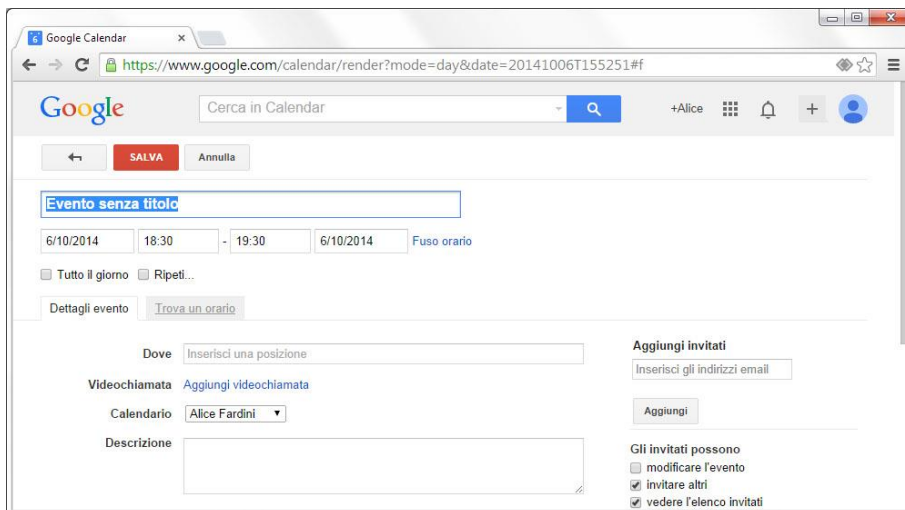 Google Calendar
https://www.google.com/calendar/render?mode=day&date=20141006T155251#f
Google Cerca in Calendar +Alice
SALVA Annulla
Evento senza titolo
6/10/2014 18:30 - 19:30 6/10/2014 Fuso orario
Tutto il giorno Ripeti...
Dettagli evento Trova un orario
Dove Inserisci una posizione
Videochiamata Aggiungi videochiamata
Calendario Alice Fardini
Descrizione
Aggiungi invitati
Inserisci gli indirizzi email
Aggiungi
Gli invitati possono
modificare l'evento
invitare altri
vedere l'elenco invitati